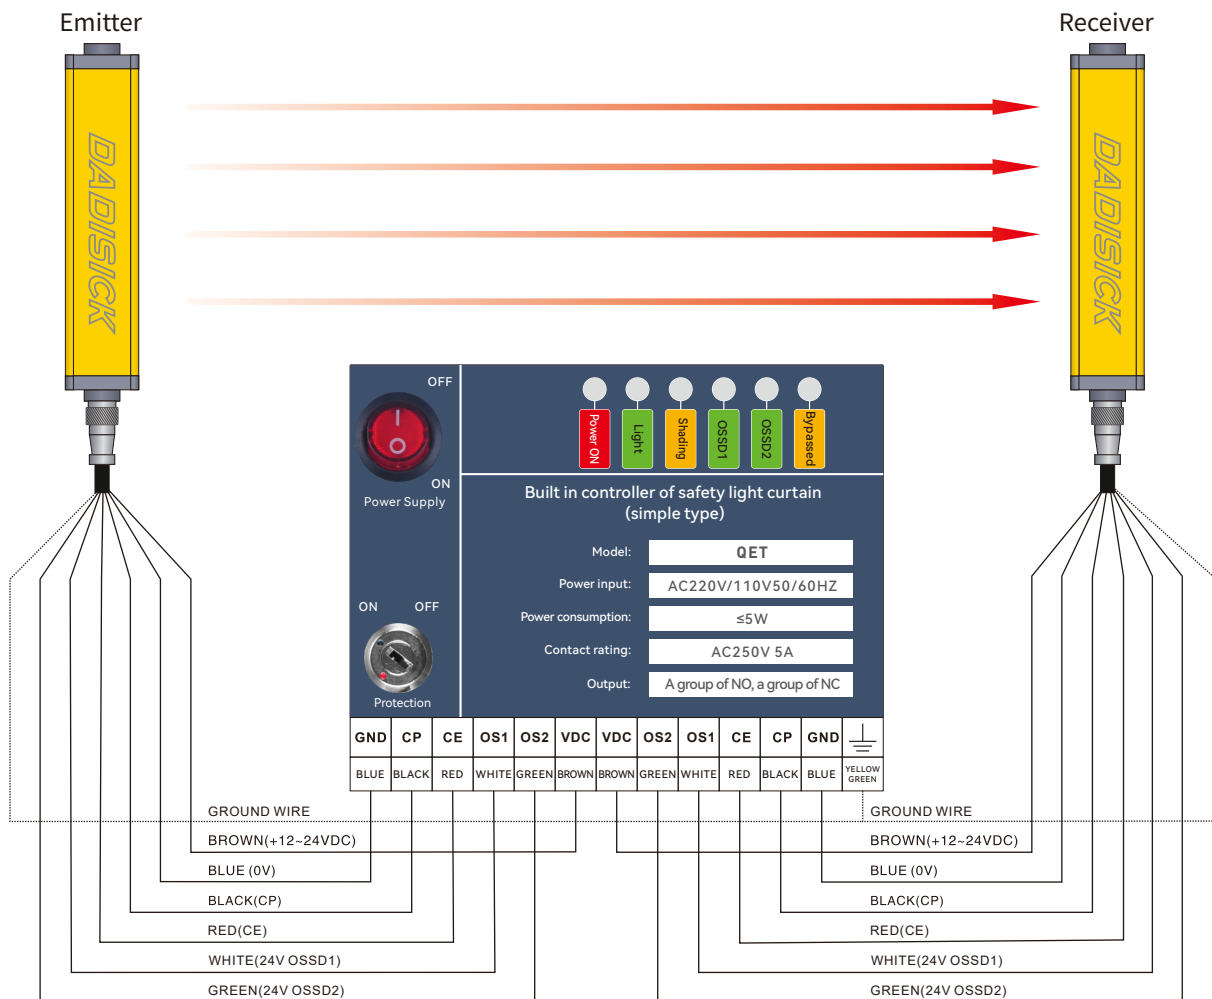 Emitter
Receiver
DADISICK
DADISICK
OFF
ON
Power Supply
ON OFF
Protection
Power ON
Light
Shading
OSSD1
OSSD2
Bypassed
Built in controller of safety light curtain
(simple type)
Model: QET
Power input: AC220V/110V50/60HZ
Power consumption: ≤5W
Contact rating: AC250V 5A
Output: A group of NO, a group of NC
GND CP CE OS1 OS2 VDC VDC OS2 OS1 CE CP GND
BLUE BLACK RED WHITE GREEN BROWN BROWN GREEN WHITE RED BLACK BLUE YELLOW
GREEN
GROUND WIRE
BROWN(+12~24VDC)
BLUE (0V)
BLACK(CP)
RED(CE)
WHITE(24V OSSD1)
GREEN(24V OSSD2)
GROUND WIRE
BROWN(+12~24VDC)
BLUE (0V)
BLACK(CP)
RED(CE)
WHITE(24V OSSD1)
GREEN(24V OSSD2)